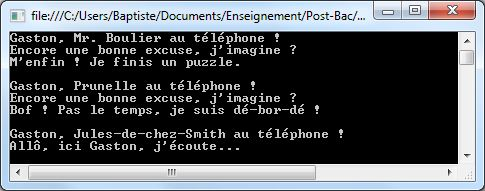 file:///C:/Users/Baptiste/Documents/Enseignement/Post-Bac/...
Gaston, Mr. Boulier au téléphone !
Encore une bonne excuse, j'imagine ?
M'enfin ! Je finis un puzzle.
Gaston, Prunelle au téléphone !
Encore une bonne excuse, j'imagine ?
Bof ! Pas le temps, je suis dé-bor-dé !
Gaston, Jules-de-chez-Smith au téléphone !
Allô, ici Gaston, j'écoute...